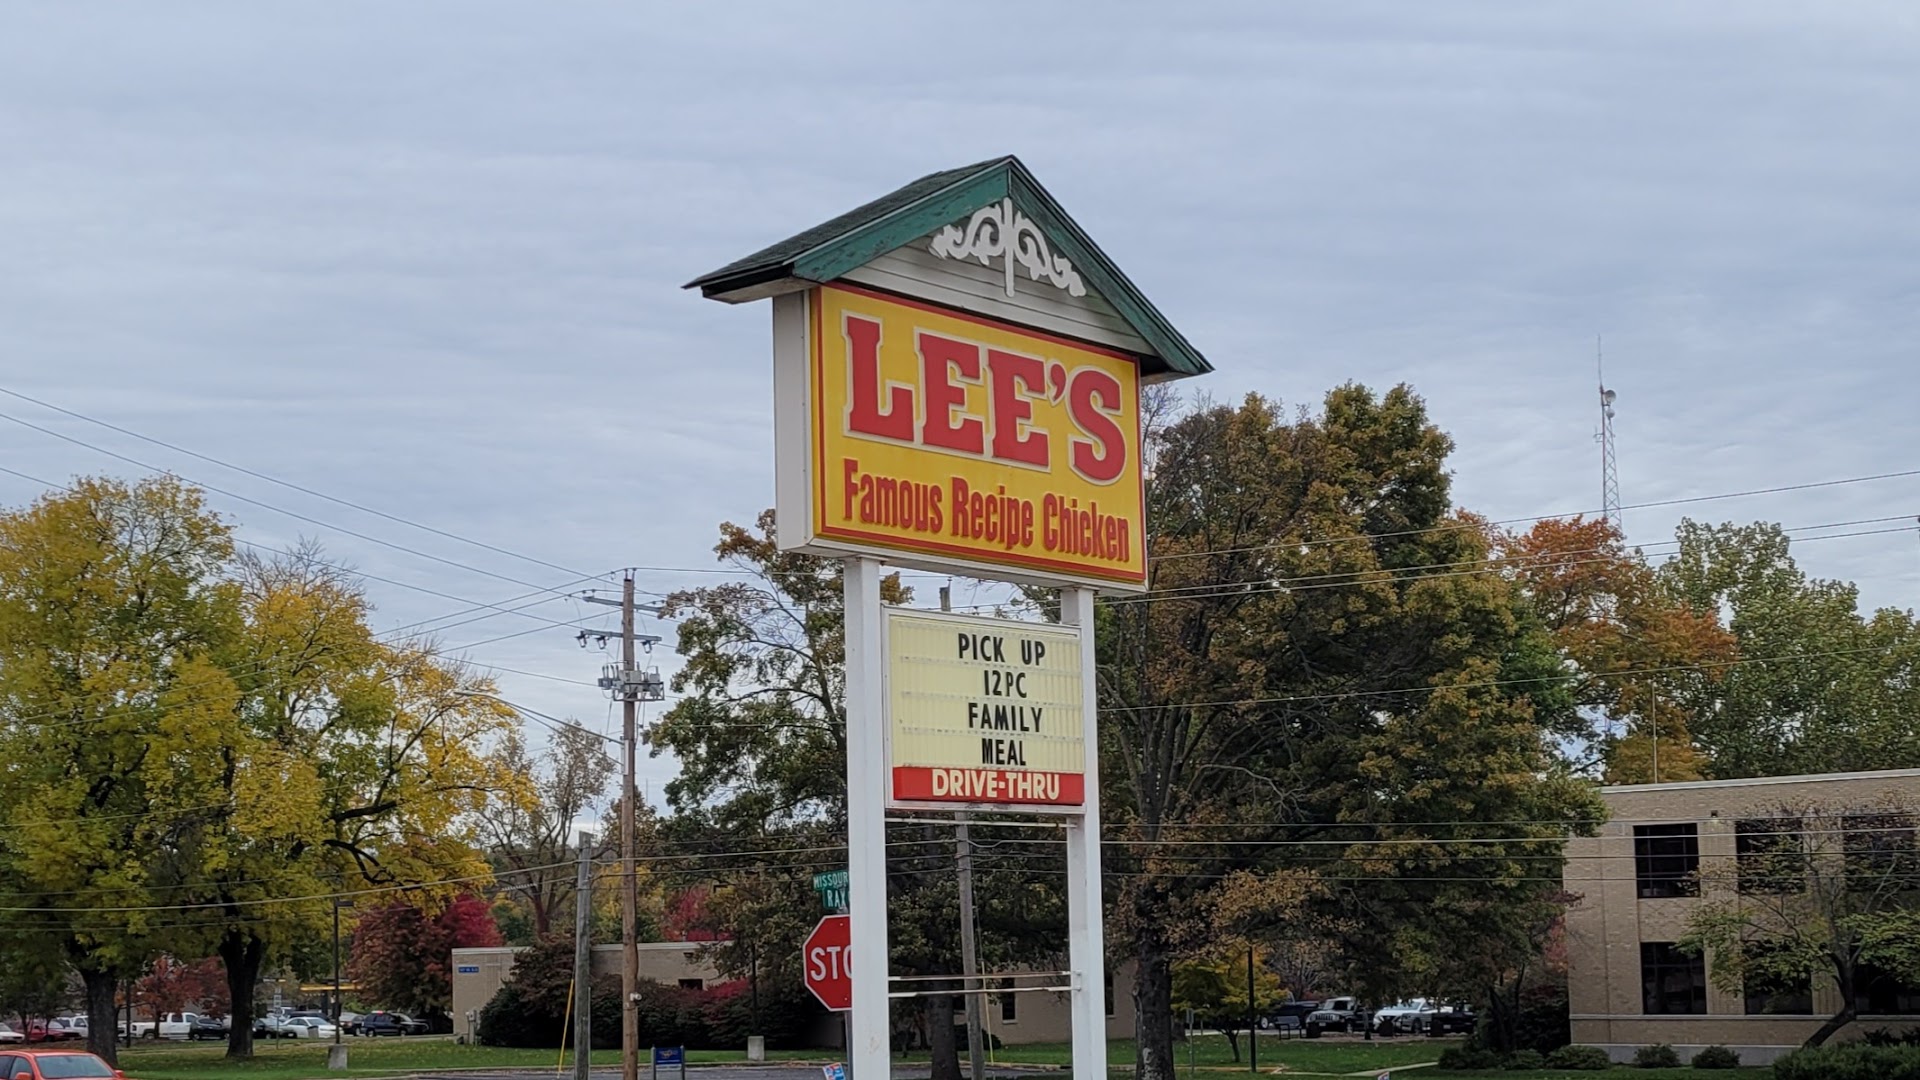 LEE'S
Famous Recipe Chicken
PICK UP
12PC
FAMILY
MEAL
DRIVE-THRU